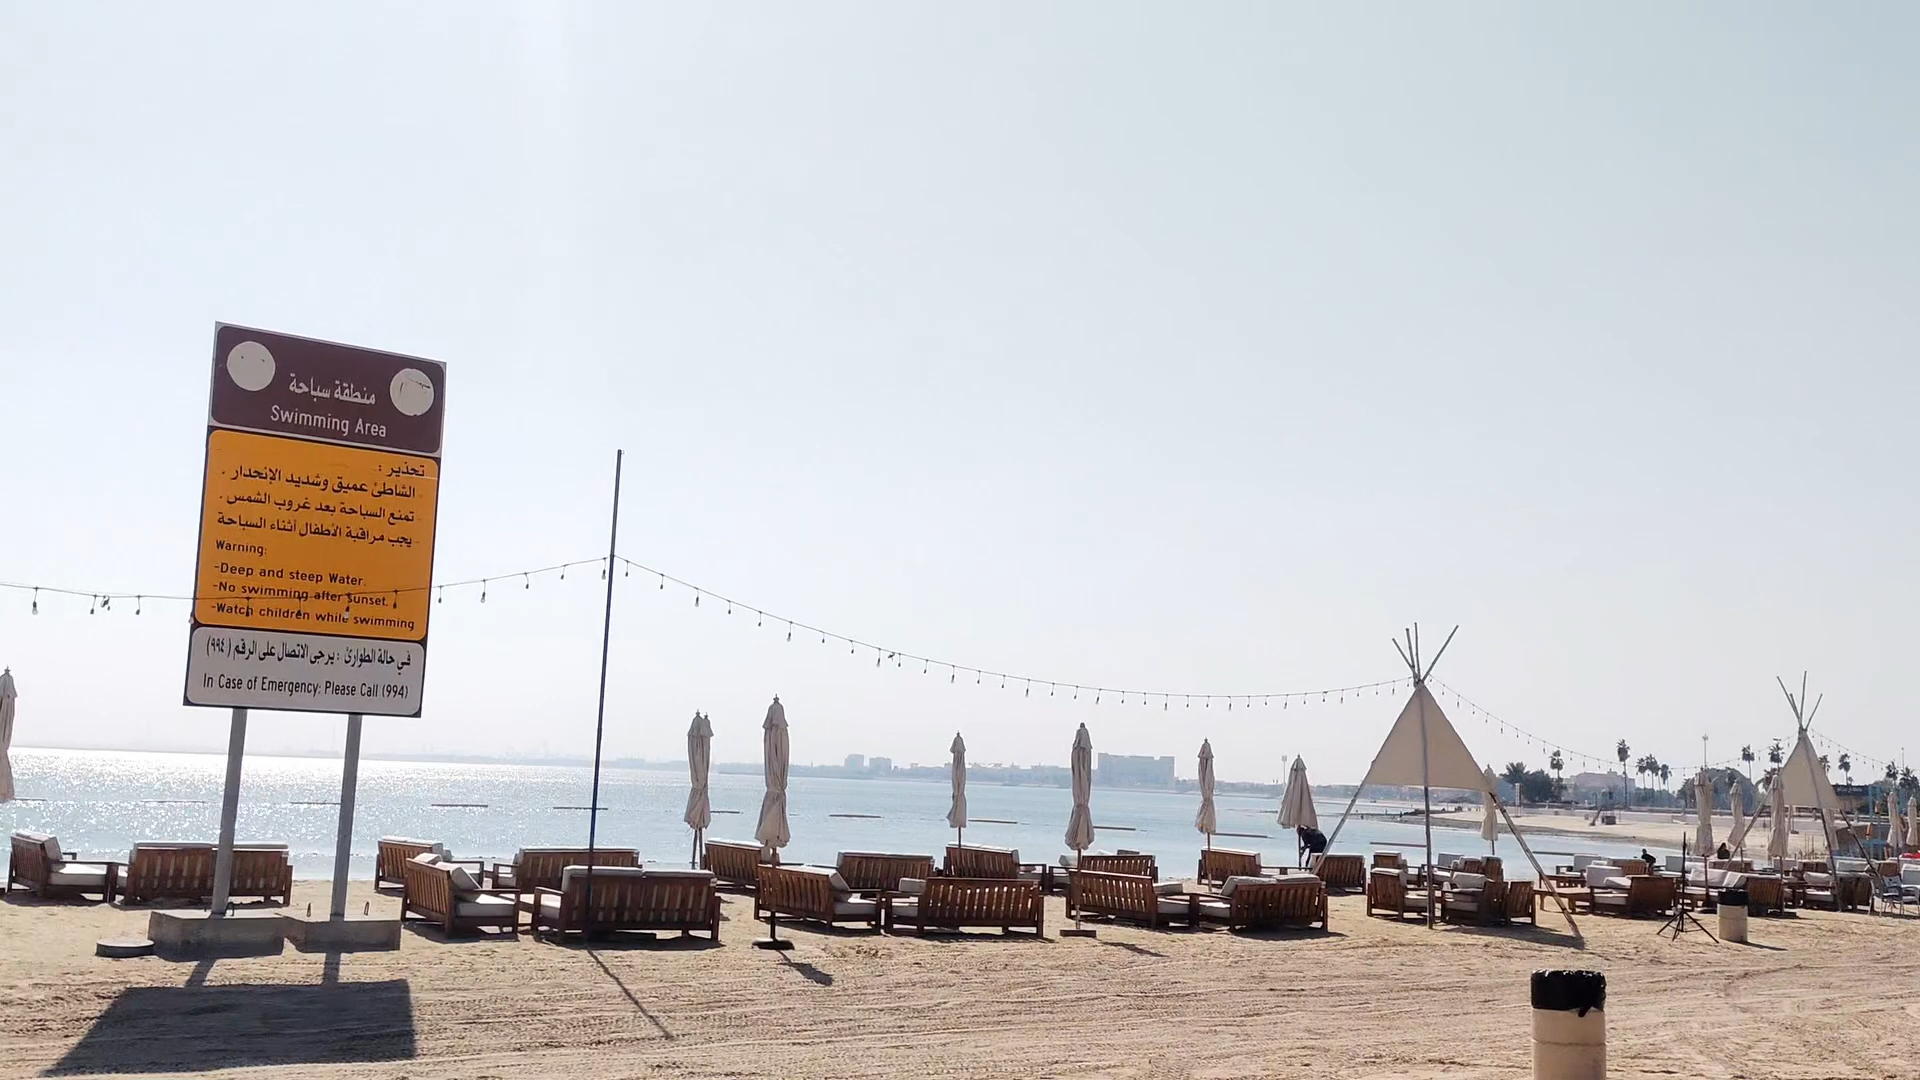 منطقة سباحة
Swimming Area
تحذير :
الشاطئ عميق وشديد الإنحدار .
تمنع السباحة بعد غروب الشمس .
يجب مراقبة الأطفال أثناء السباحة
Warning:
-Deep and steep Water.
-No swimming after sunset.
-Watch children while swimming
في حالة الطوارئ : يرجى الاتصال على الرقم (٩٩٤)
In Case of Emergency: Please Call (994)